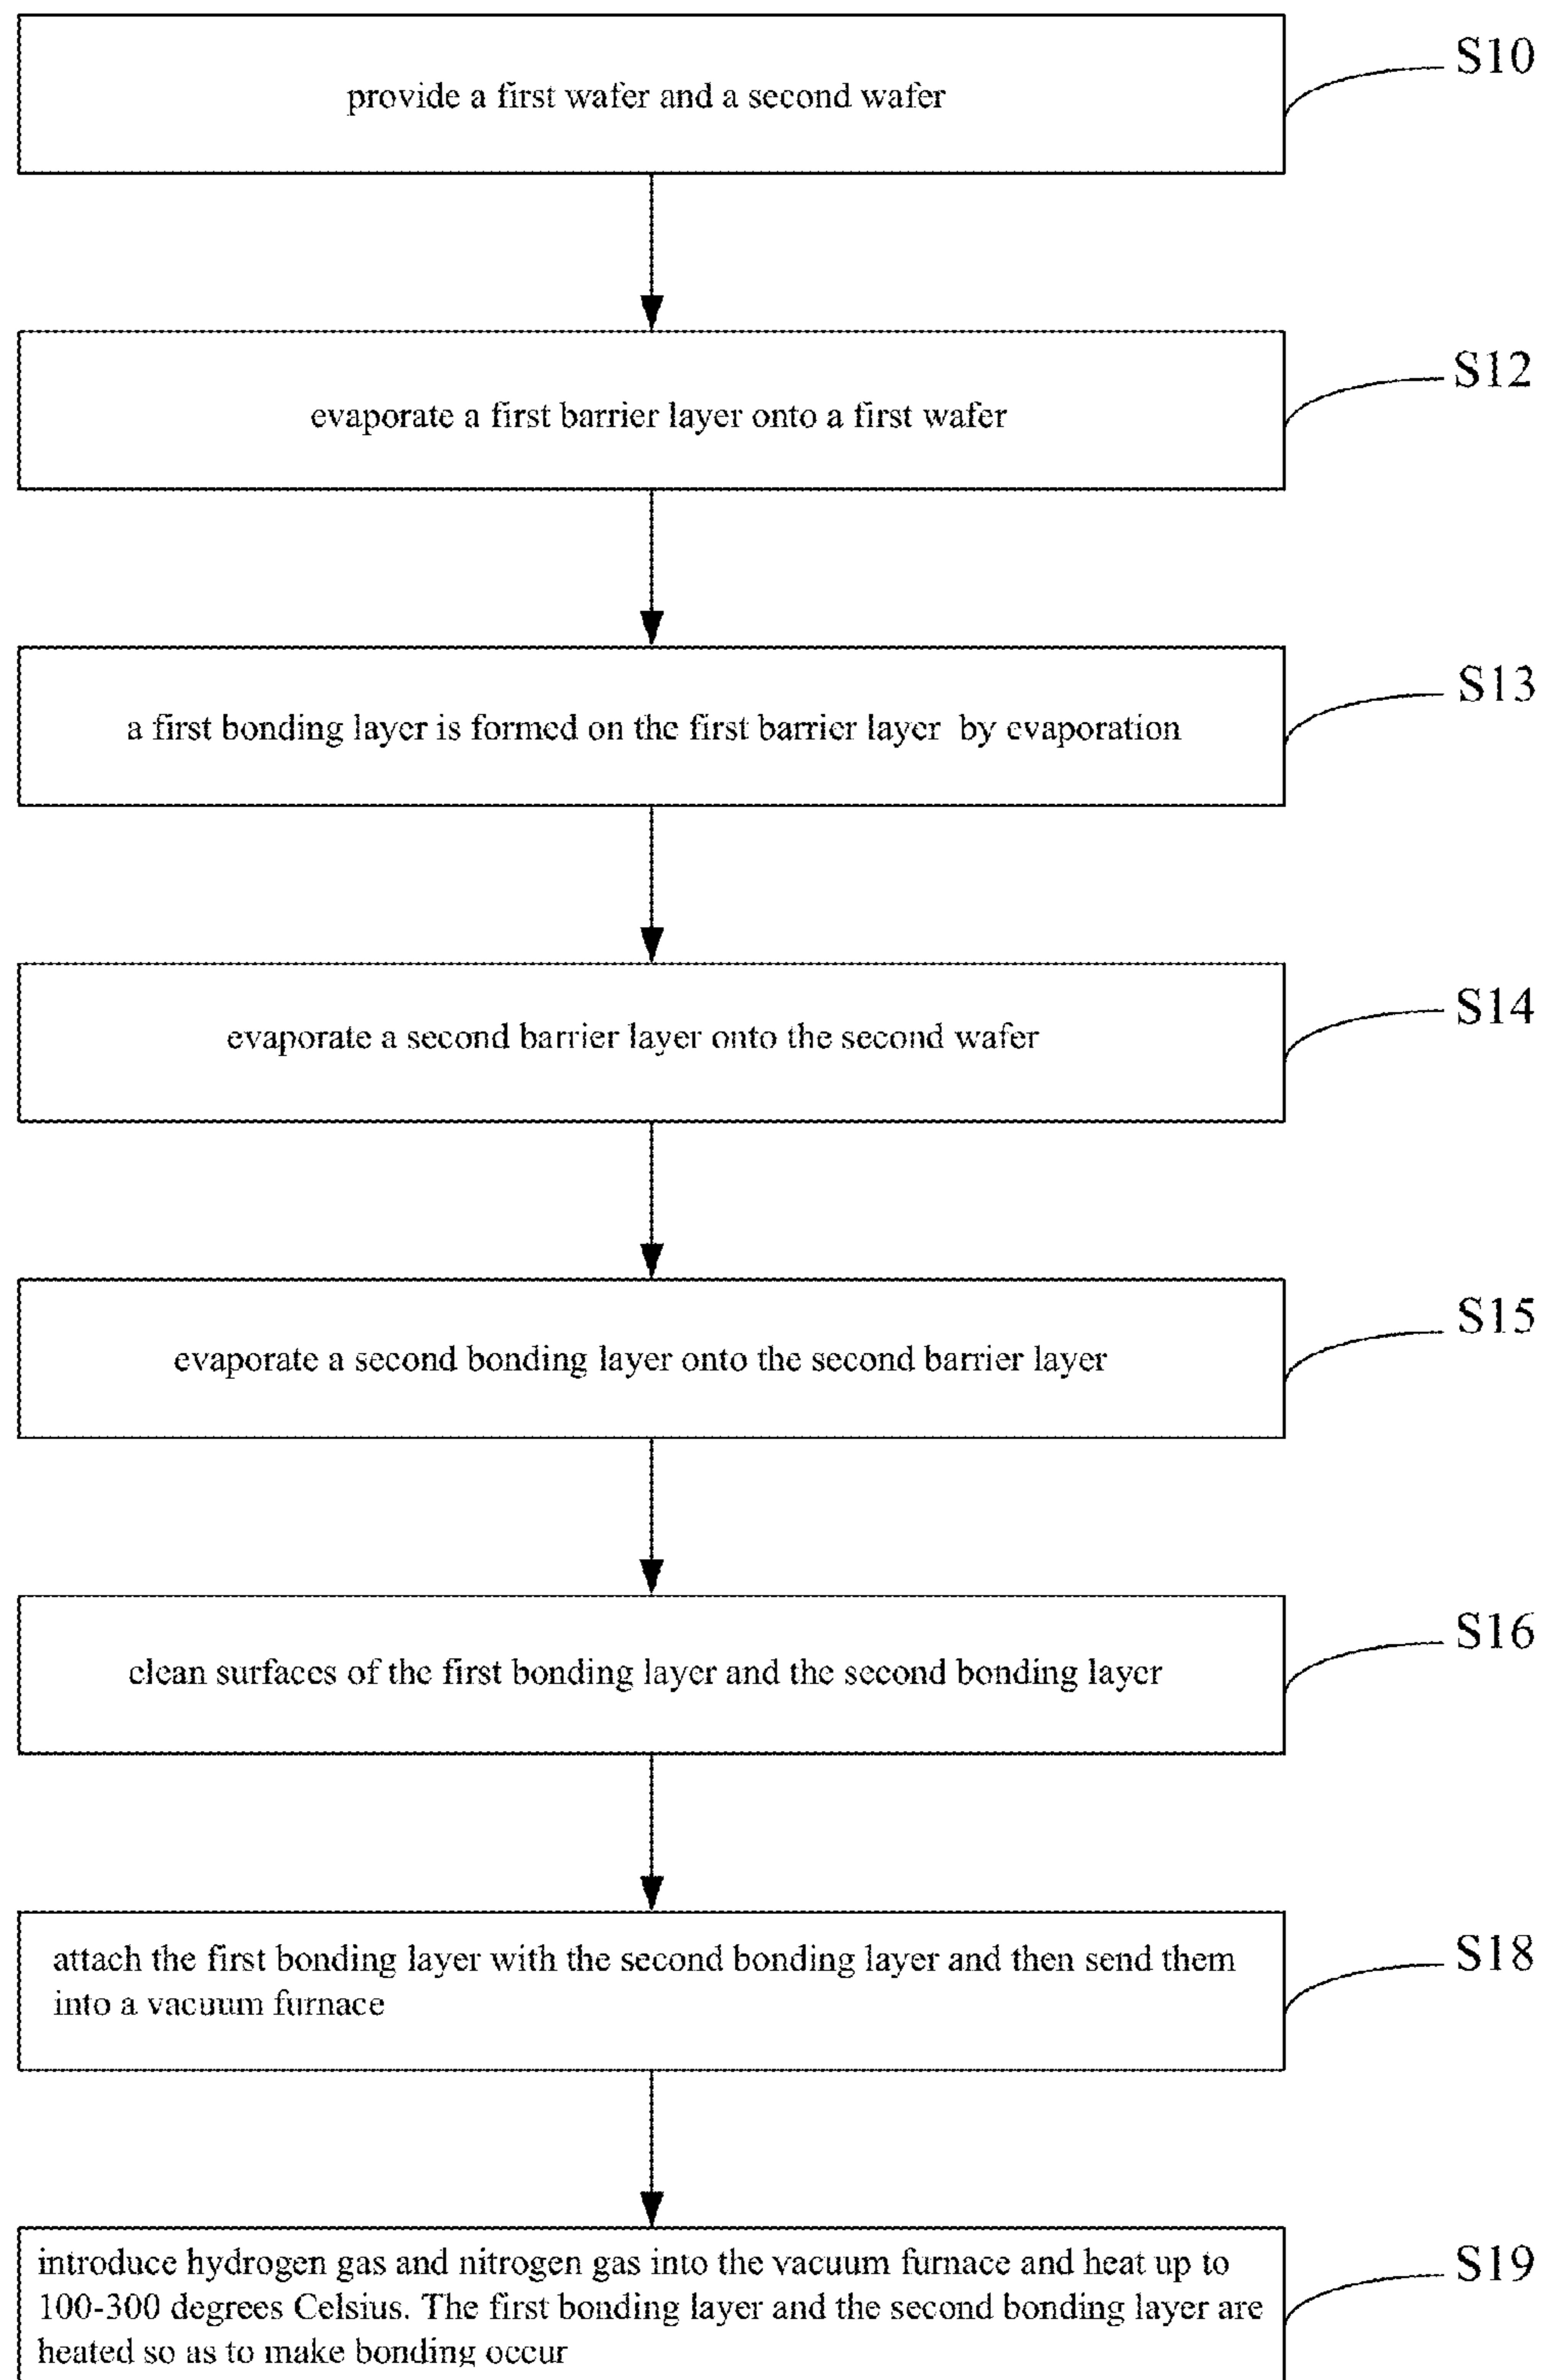 provide a first wafer and a second wafer
S10
evaporate a first barrier layer onto a first wafer
S12
a first bonding layer is formed on the first barrier layer by evaporation
S13
evaporate a second barrier layer onto the second wafer
S14
evaporate a second bonding layer onto the second barrier layer
S15
clean surfaces of the first bonding layer and the second bonding layer
S16
attach the first bonding layer with the second bonding layer and then send them
into a vacuum furnace
S18
introduce hydrogen gas and nitrogen gas into the vacuum furnace and heat up to
100-300 degrees Celsius. The first bonding layer and the second bonding layer are
heated so as to make bonding occur
S19